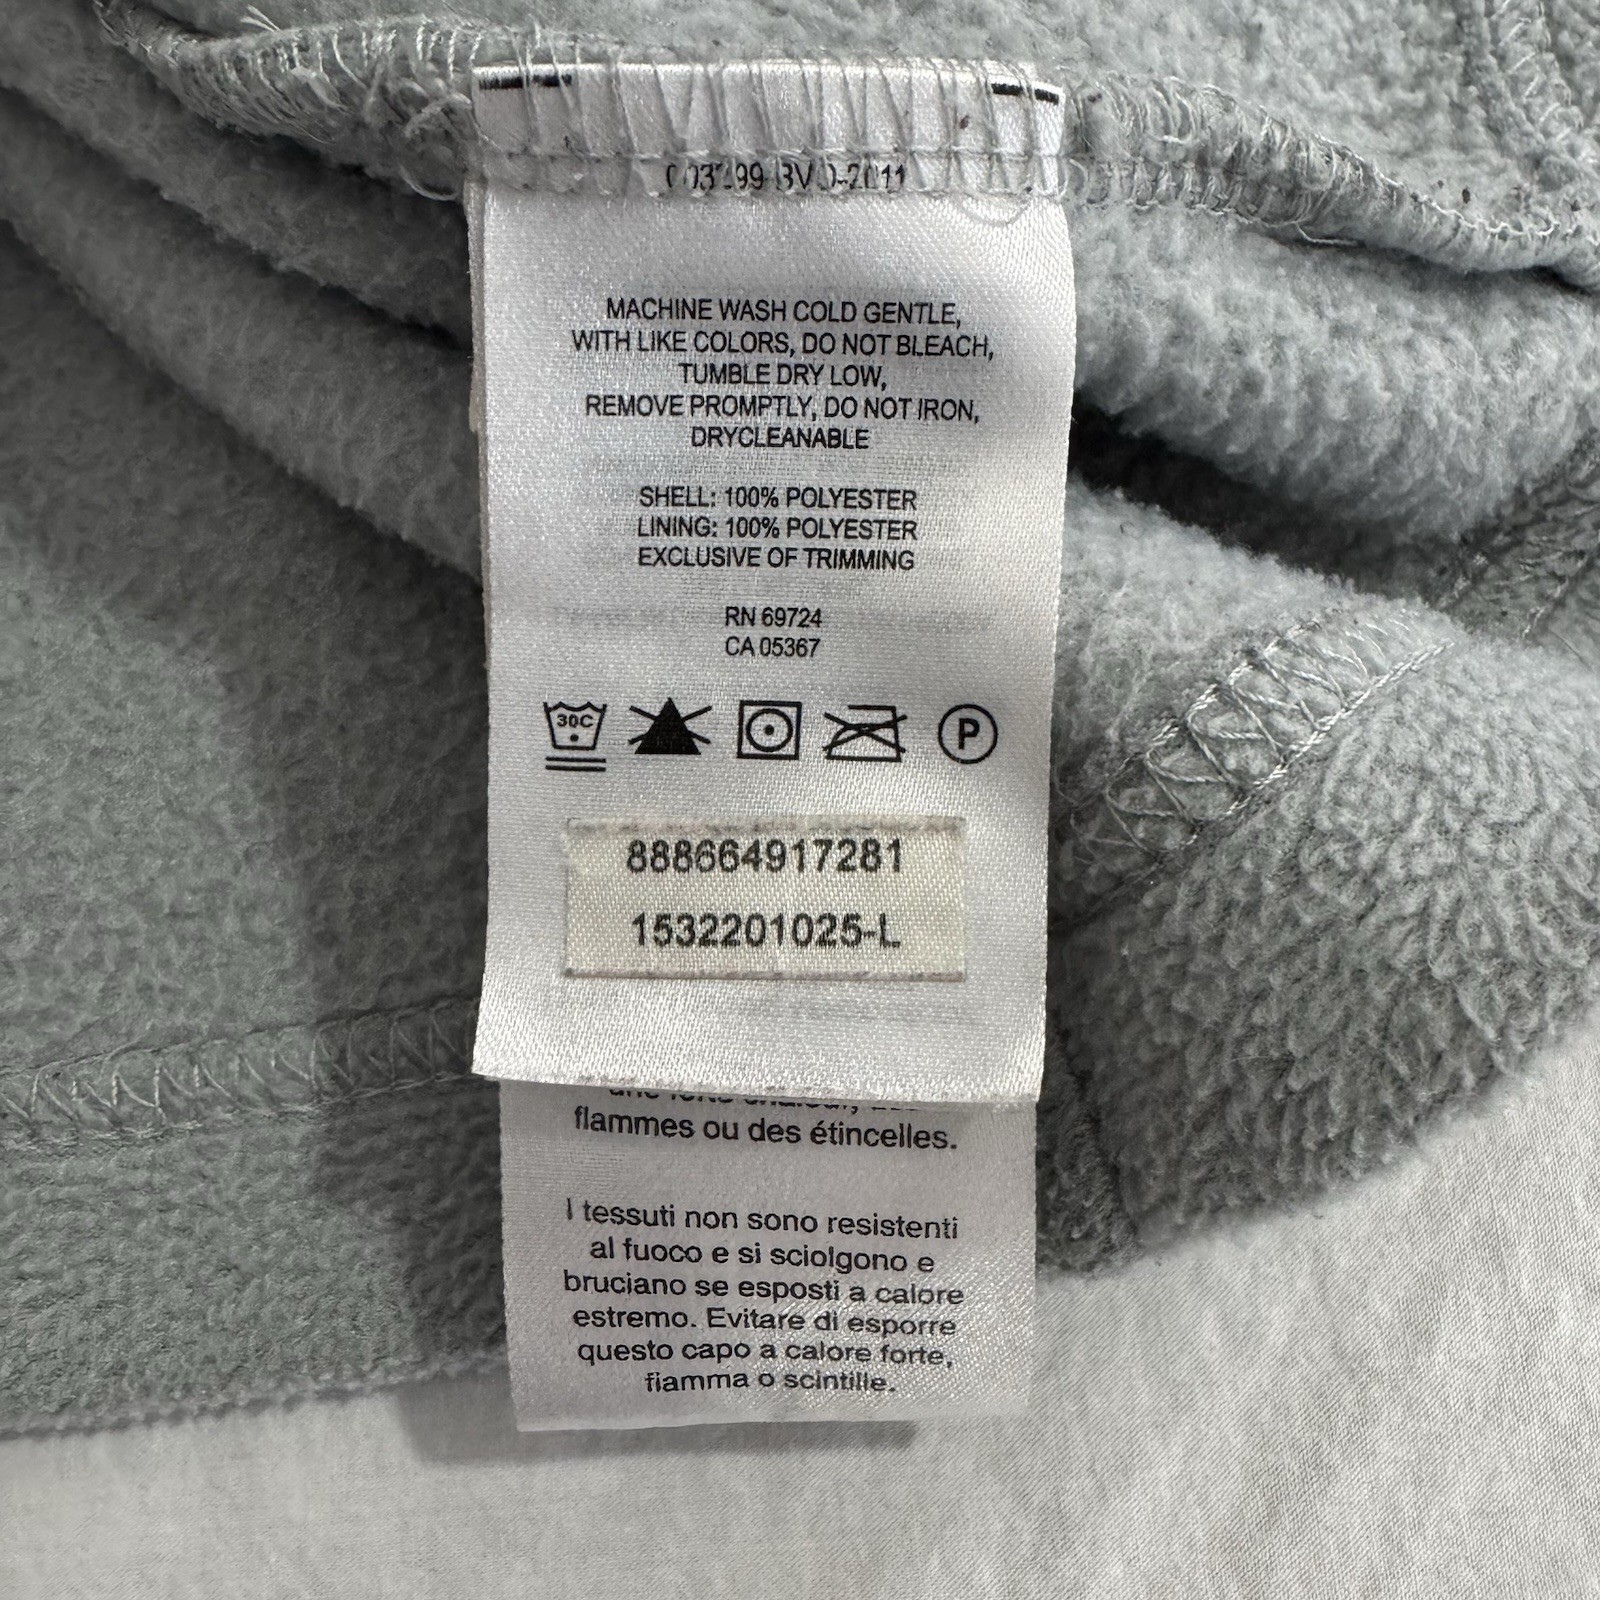 MACHINE WASH COLD GENTLE,
WITH LIKE COLORS, DO NOT BLEACH,
TUMBLE DRY LOW,
REMOVE PROMPTLY, DO NOT IRON,
DRYCLEANABLE
SHELL: 100% POLYESTER
LINING: 100% POLYESTER
EXCLUSIVE OF TRIMMING
RN 69724
CA 05367
30C
P
888664917281
1532201025-L
flammes ou des étincelles.
I tessuti non sono resistenti
al fuoco e si sciolgono e
bruciano se esposti a calore
estremo. Evitare di esporre
questo capo a calore forte,
fiamma o scintille.